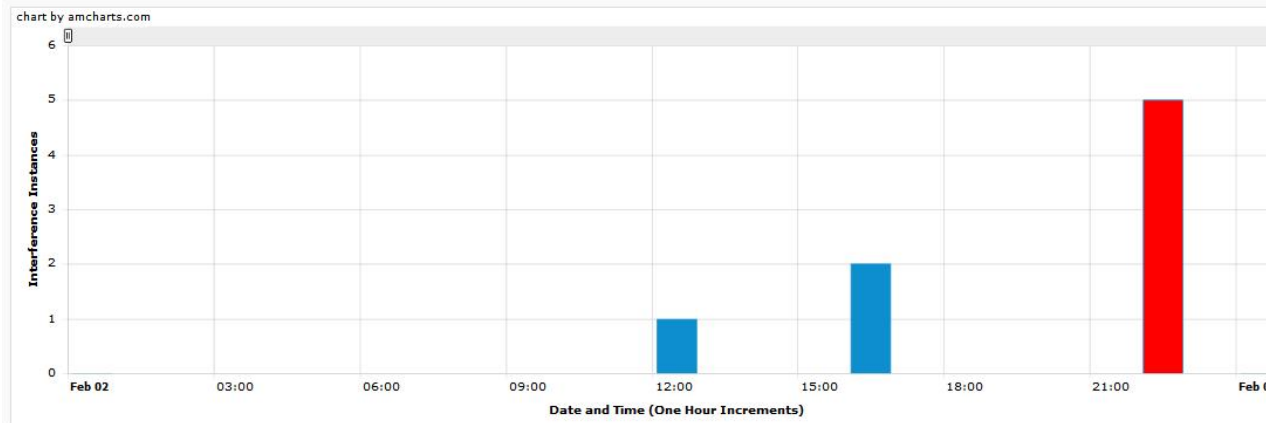 chart by amcharts.com
6
5
4
3
2
1
0
Interference Instances
Feb 02 03:00 06:00 09:00 12:00 15:00 18:00 21:00 Feb
Date and Time (One Hour Increments)